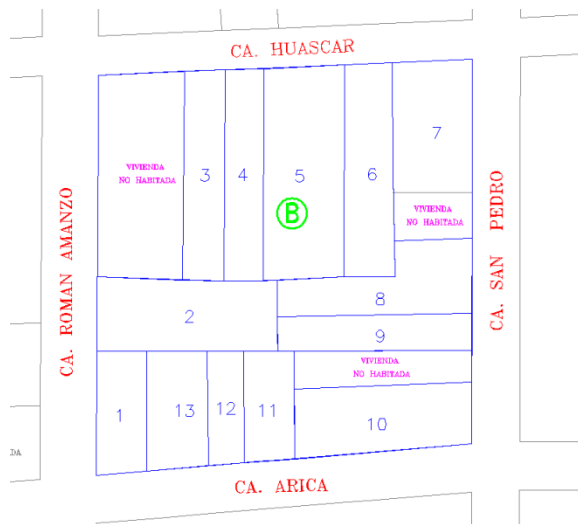 CA. HUASCAR
7
VIVIENDA
NO HABITADA
3
4
5
6
B
VIVIENDA
NO HABITADA
CA. ROMAN AMANZO
CA. SAN PEDRO
8
2
9
VIVIENDA
NO HABITADA
1
13
12
11
10
DA
CA. ARICA